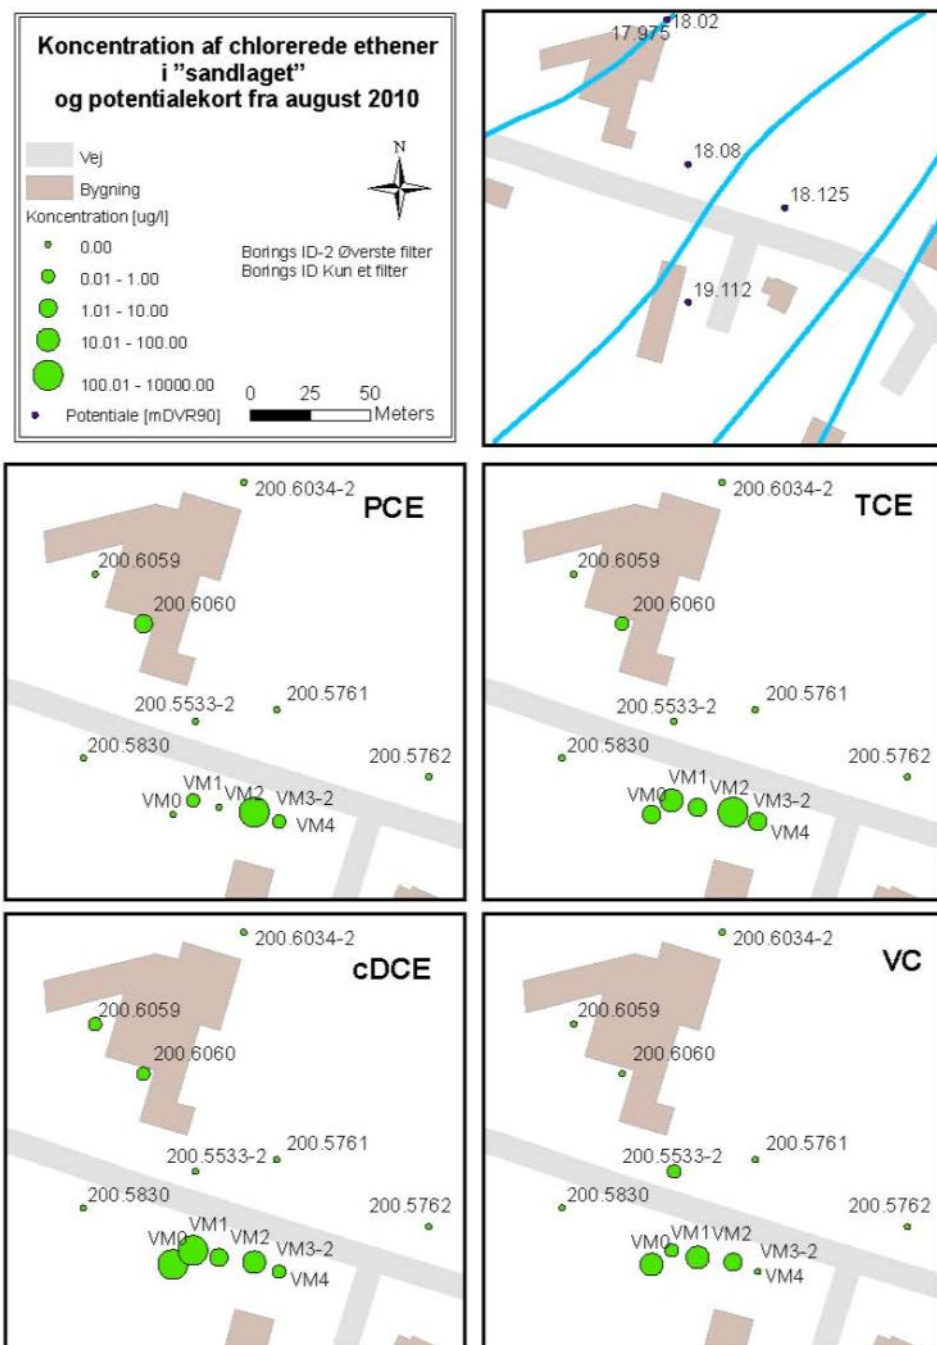 Koncentration af chlorerede ethener
i "sandlaget"
og potentialekort fra august 2010
Vej
Bygning
Koncentration [ug/l]
0.00
0.01 - 1.00
1.01 - 10.00
10.01 - 100.00
100.01 - 10000.00
Potentiale [mDVR90]
N
Borings ID-2 Øverste filter
Borings ID Kun et filter
0 25 50
Meters
18.02
17.975
18.08
18.125
19.112
PCE
200.6034-2
200.6059
200.6060
200.5761
200.5533-2
200.5830
200.5762
VM1
VM0 VM2 VM3-2
VM4
TCE
200.6034-2
200.6059
200.6060
200.5761
200.5533-2
200.5830
200.5762
VM1
VM0 VM2 VM3-2
VM4
cDCE
200.6034-2
200.6059
200.6060
200.5761
200.5533-2
200.5830
200.5762
VM1
VM0 VM2 VM3-2
VM4
VC
200.6034-2
200.6059
200.6060
200.5761
200.5533-2
200.5830
200.5762
VM0 VM1 VM2
VM3-2
VM4